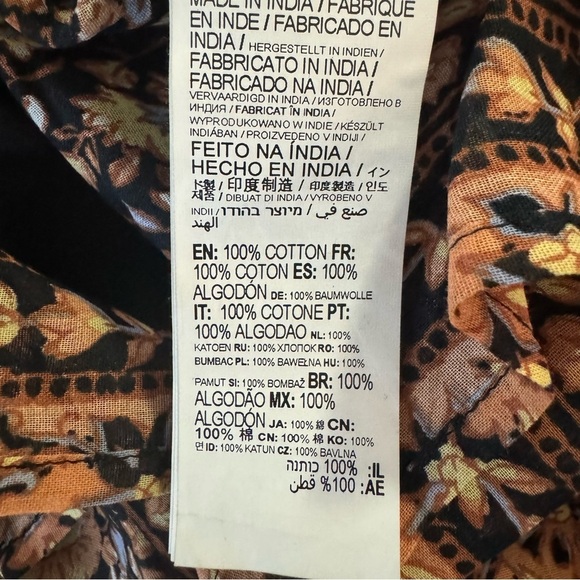 MADE IN INDIA / FABRIQUÉ
EN INDE / FABRICADO EN
INDIA / HERGESTELLT IN INDIEN /
FABBRICATO IN INDIA /
FABRICADO NA INDIA /
VERVAARDIGD IN INDIA / ИЗГОТОВЛЕНО В
ИНДИЯ / FABRICAT ÎN INDIA /
WYPRODUKOWANO W INDIE / KÉSZÜLT
INDIÁBAN / PROIZVEDENO V INDIJI /
FEITO NA ÍNDIA /
HECHO EN INDIA / イン
ド製 / 印度制造 / 印度製造 / 인도
제품 / DIBUAT DI INDIA / VYROBENO V
INDII / מיוצר בהודו / صنع في
الهند
EN: 100% COTTON FR:
100% COTON ES: 100%
ALGODÓN DE: 100% BAUMWOLLE
IT: 100% COTONE PT:
100% ALGODAO NL: 100%
KATOEN RU: 100% ХЛОПОК RO: 100%
BUMBAC PL: 100% BAWEŁNA HU: 100%
PAMUT SI: 100% BOMBAŽ BR: 100%
ALGODÃO MX: 100%
ALGODÓN JA: 100% 綿 CN:
100% 棉 CN: 100% 棉 KO: 100%
면 ID: 100% KATUN CZ: 100% BAVLNA
IL: 100% כותנה
AE: 100% قطن